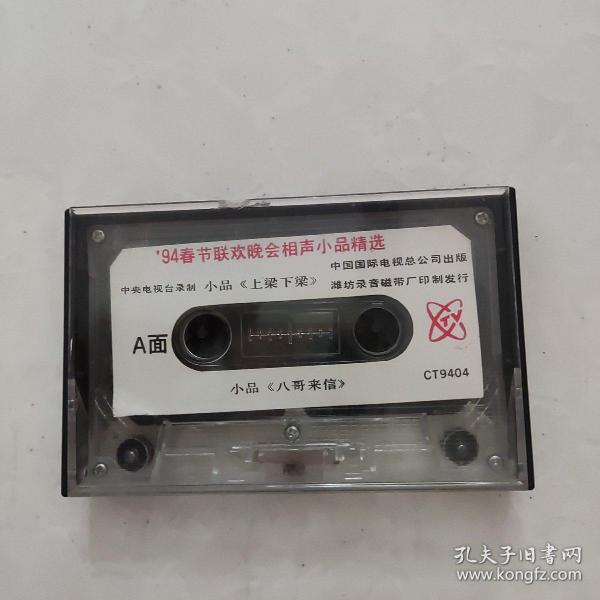 '94春节联欢晚会相声小品精选
中央电视台录制 小品《上梁下梁》
中国国际电视总公司出版
潍坊录音磁带厂印制发行
A面
TV
CT9404
小品《八哥来信》
孔夫子旧书网
www.kongfz.com